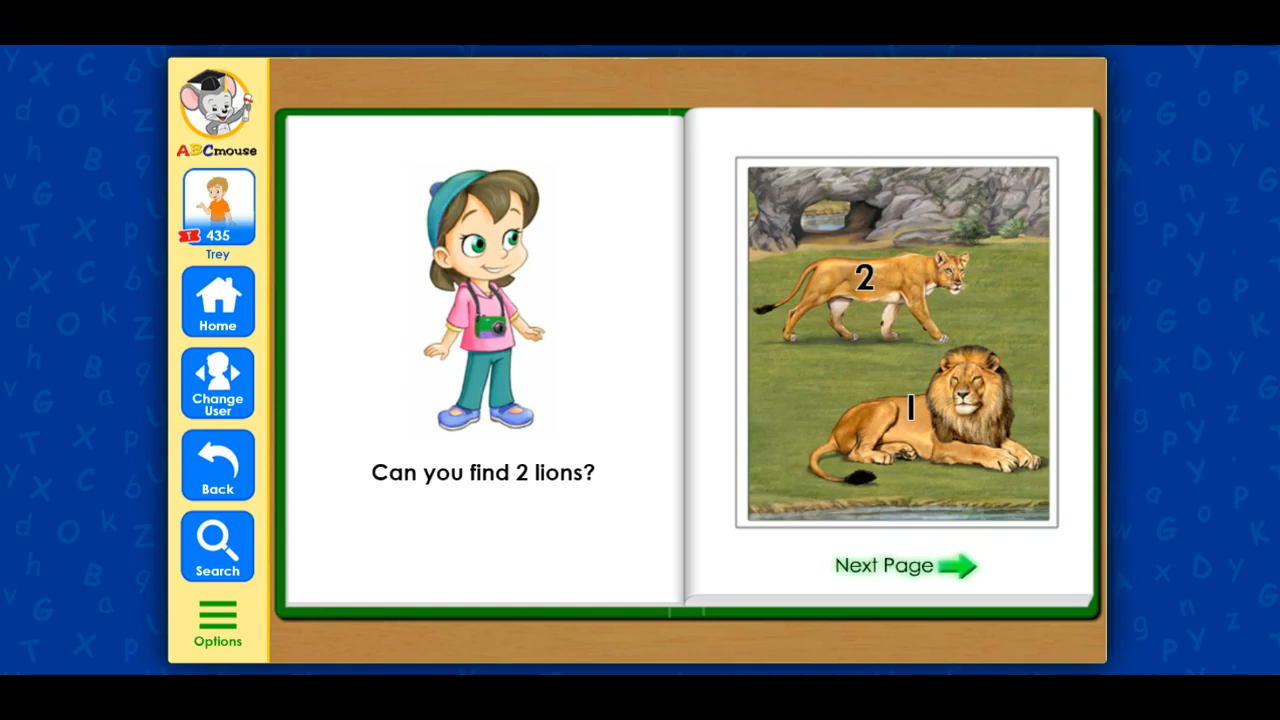 ABCmouse
T 435
Trey
Home
Change
User
Back
Search
Options
Can you find 2 lions?
2
1
Next Page